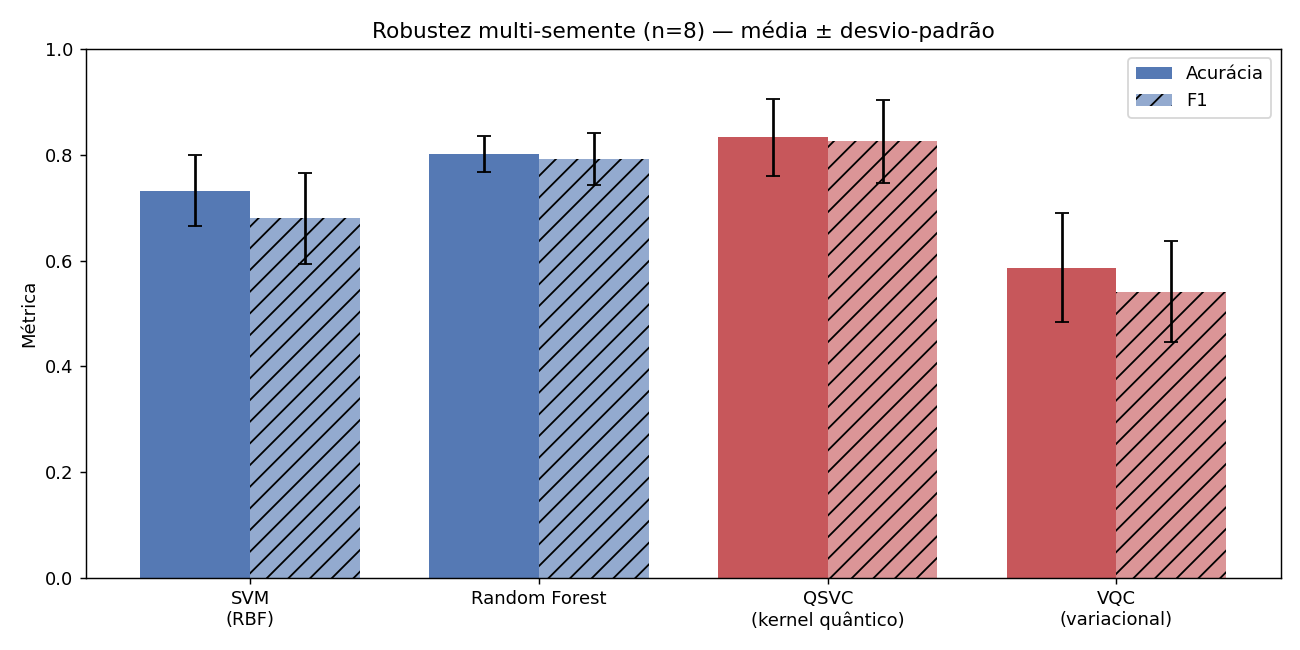 Robustez multi-semente (n=8) — média ± desvio-padrão
Acurácia
F1
Métrica
1.0
0.8
0.6
0.4
0.2
0.0
SVM
(RBF)
Random Forest
QSVC
(kernel quântico)
VQC
(variacional)